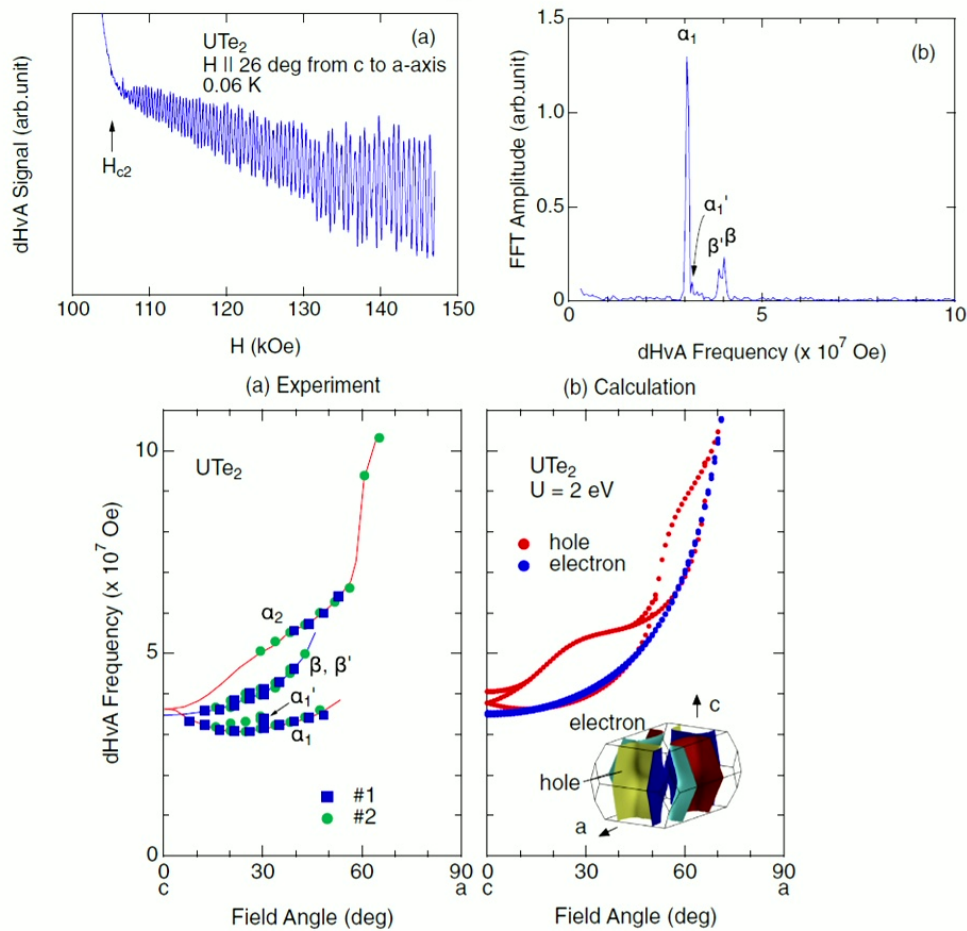 (a)
UTe2
H || 26 deg from c to a-axis
0.06 K
Hc2
dHvA Signal (arb.unit)
100 110 120 130 140 150
H (kOe)
(b)
α1
α1'
β' β
FFT Amplitude (arb.unit)
1.5
1.0
0.5
0
0 5 10
dHvA Frequency (x 10⁷ Oe)
(a) Experiment
UTe2
α2
β, β'
α1'
α1
#1
#2
dHvA Frequency (x 10⁷ Oe)
10
5
0
0 30 60 90
c a
Field Angle (deg)
(b) Calculation
UTe2
U = 2 eV
hole
electron
c
electron
hole
a
0 30 60 90
c a
Field Angle (deg)